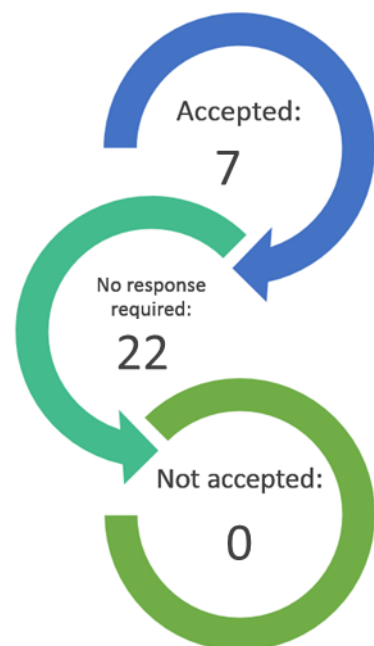 Accepted:
7
No response
required:
22
Not accepted:
0